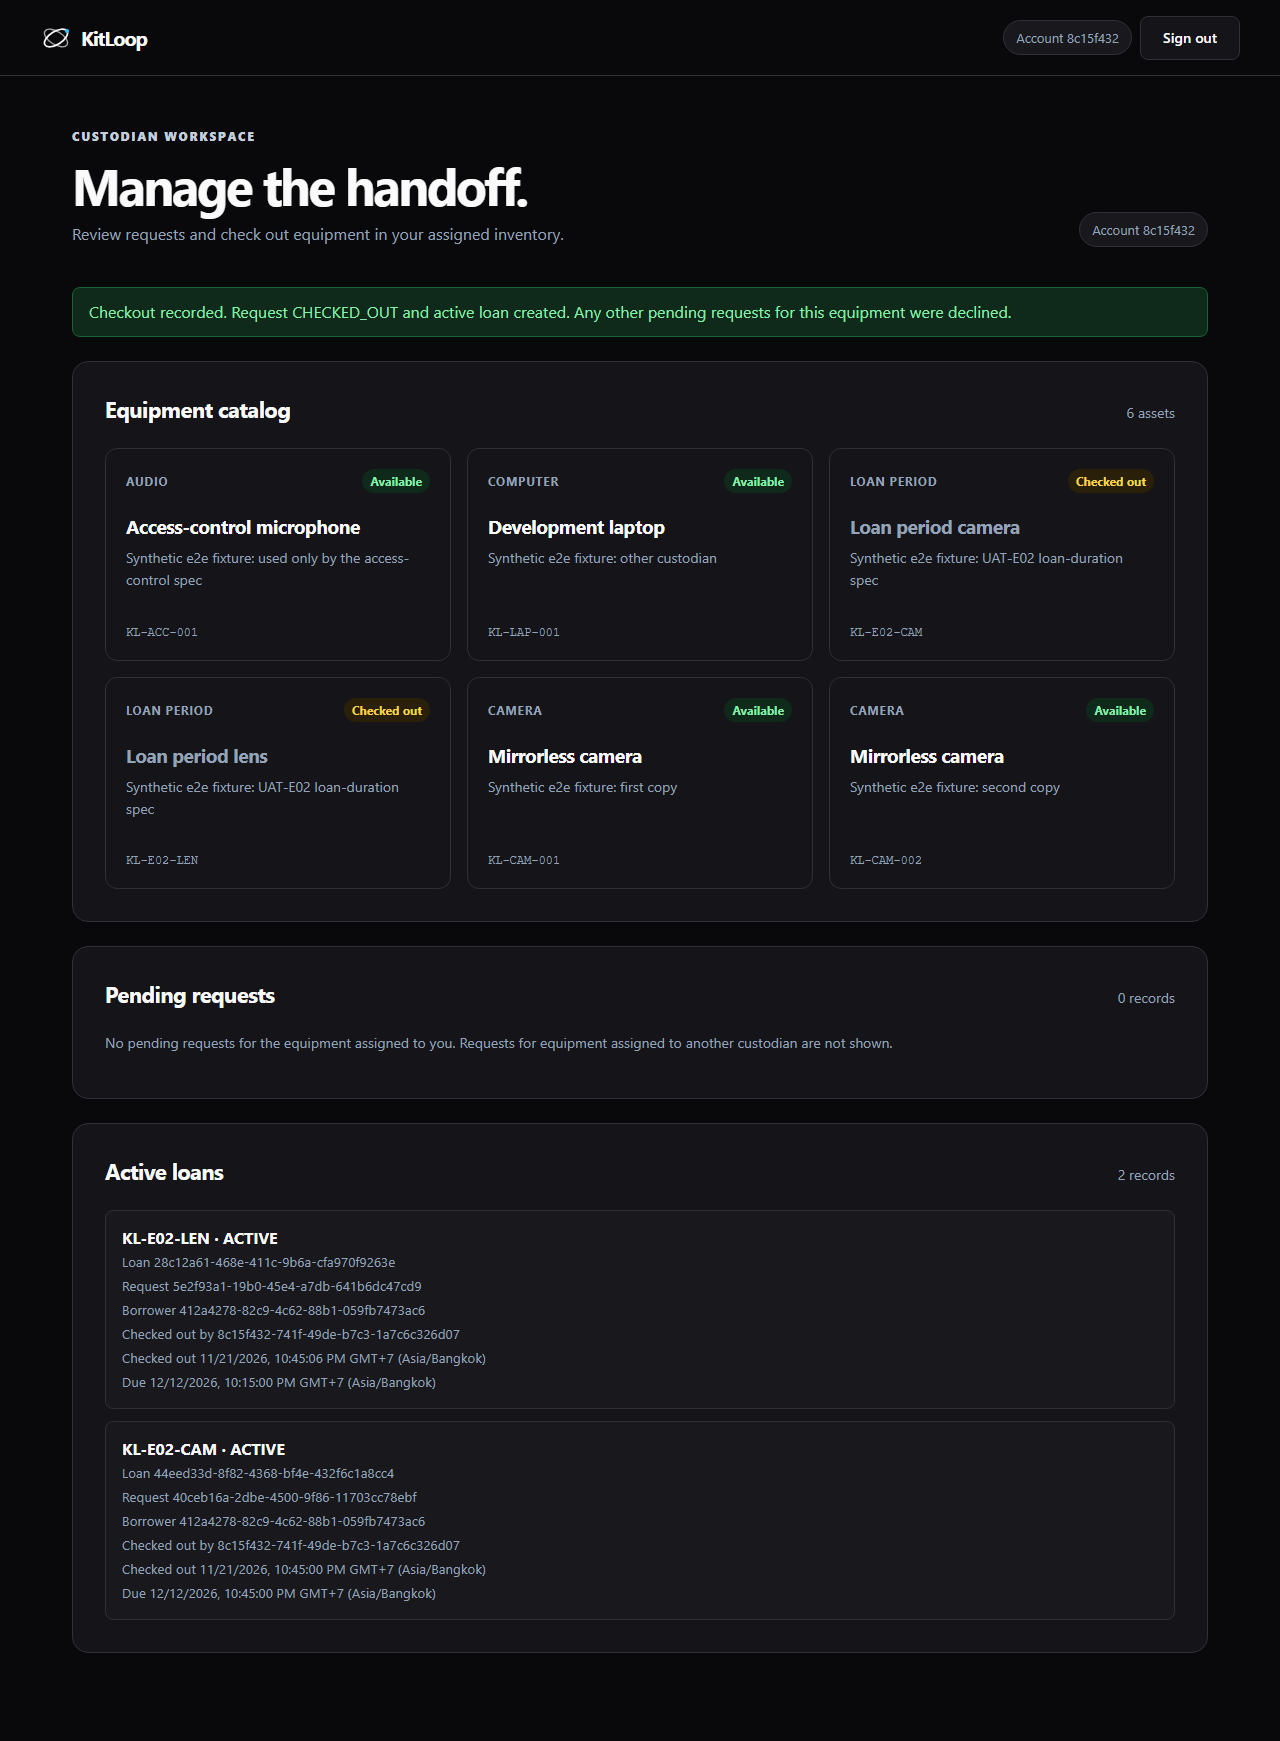 KitLoop
Account 8c15f432
Sign out
CUSTODIAN WORKSPACE
Manage the handoff.
Review requests and check out equipment in your assigned inventory.
Account 8c15f432
Checkout recorded. Request CHECKED_OUT and active loan created. Any other pending requests for this equipment were declined.
Equipment catalog
6 assets
AUDIO
Available
Access-control microphone
Synthetic e2e fixture: used only by the access-
control spec
KL-ACC-001
COMPUTER
Available
Development laptop
Synthetic e2e fixture: other custodian
KL-LAP-001
LOAN PERIOD
Checked out
Loan period camera
Synthetic e2e fixture: UAT-E02 loan-duration
spec
KL-E02-CAM
LOAN PERIOD
Checked out
Loan period lens
Synthetic e2e fixture: UAT-E02 loan-duration
spec
KL-E02-LEN
CAMERA
Available
Mirrorless camera
Synthetic e2e fixture: first copy
KL-CAM-001
CAMERA
Available
Mirrorless camera
Synthetic e2e fixture: second copy
KL-CAM-002
Pending requests
0 records
No pending requests for the equipment assigned to you. Requests for equipment assigned to another custodian are not shown.
Active loans
2 records
KL-E02-LEN · ACTIVE
Loan 28c12a61-468e-411c-9b6a-cfa970f9263e
Request 5e2f93a1-19b0-45e4-a7db-641b6dc47cd9
Borrower 412a4278-82c9-4c62-88b1-059fb7473ac6
Checked out by 8c15f432-741f-49de-b7c3-1a7c6c326d07
Checked out 11/21/2026, 10:45:06 PM GMT+7 (Asia/Bangkok)
Due 12/12/2026, 10:15:00 PM GMT+7 (Asia/Bangkok)
KL-E02-CAM · ACTIVE
Loan 44eed33d-8f82-4368-bf4e-432f6c1a8cc4
Request 40ceb16a-2dbe-4500-9f86-11703cc78ebf
Borrower 412a4278-82c9-4c62-88b1-059fb7473ac6
Checked out by 8c15f432-741f-49de-b7c3-1a7c6c326d07
Checked out 11/21/2026, 10:45:00 PM GMT+7 (Asia/Bangkok)
Due 12/12/2026, 10:45:00 PM GMT+7 (Asia/Bangkok)